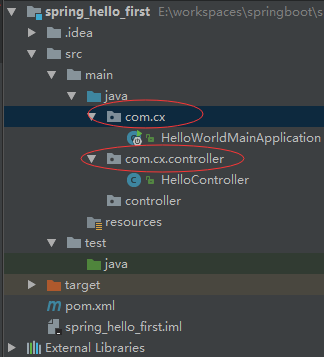 spring_hello_first E:\workspaces\springboot\s
.idea
src
main
java
com.cx
HelloWorldMainApplication
com.cx.controller
HelloController
controller
resources
test
java
target
pom.xml
spring_hello_first.iml
External Libraries